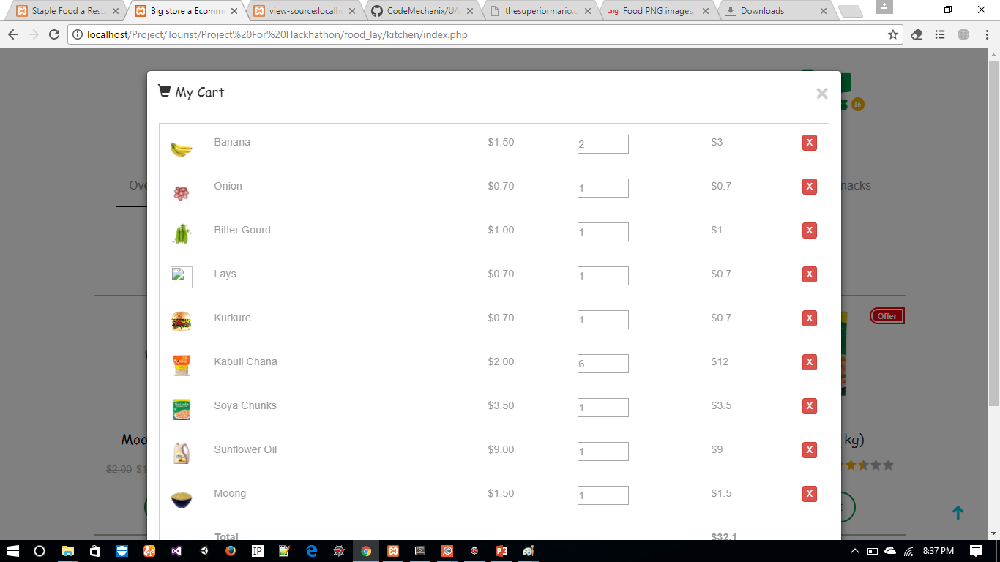 Staple Food a Resta
Big store a Ecomm
view-source:localh
CodeMechanix/UA
thesuperiormario.c
png Food PNG images,
Downloads
localhost/Project/Tourist/Project%20For%20Hackhathon/food_lay/kitchen/index.php
My Cart ×
15
Banana $1.50 2 $3 X
Onion $0.70 1 $0.7 X
Ove nacks
Bitter Gourd $1.00 1 $1 X
Lays $0.70 1 $0.7 X
Kurkure $0.70 1 $0.7 X
Offer
Kabuli Chana $2.00 6 $12 X
Soya Chunks $3.50 1 $3.5 X
Moo kg)
Sunflower Oil $9.00 1 $9 X
$2.00 $1
Moong $1.50 1 $1.5 X
Total $32.1
IP
8:37 PM